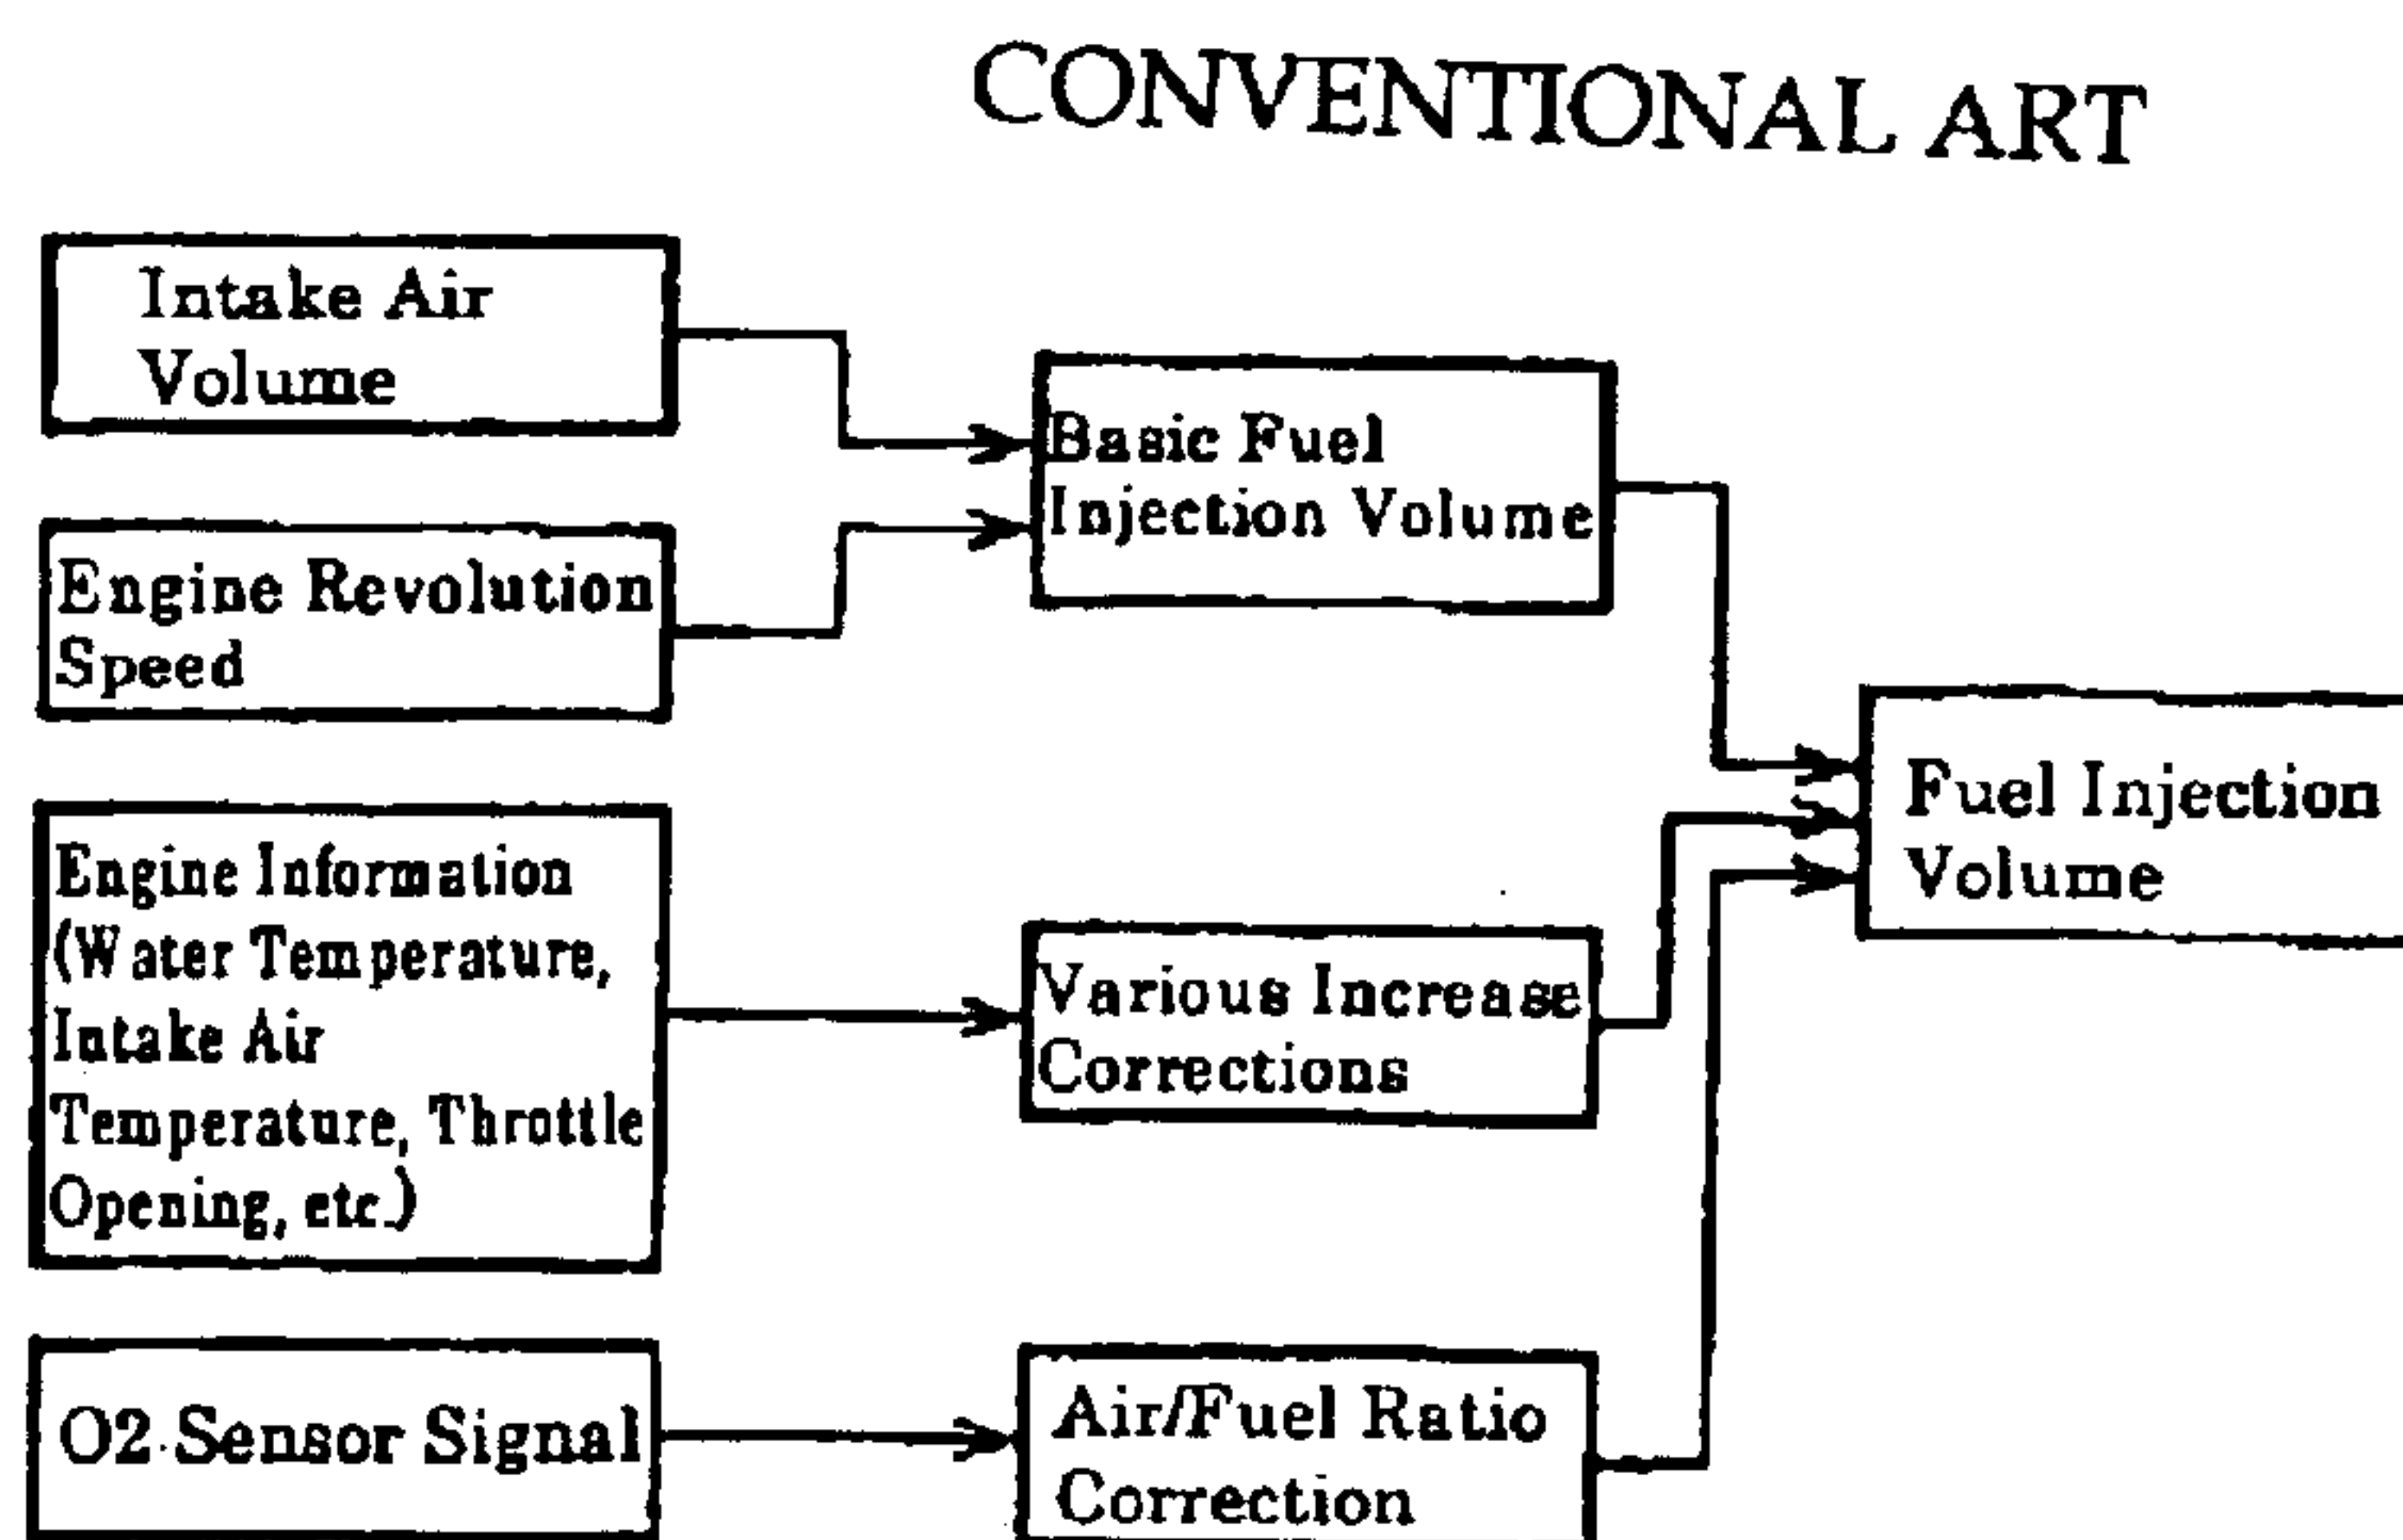 CONVENTIONAL ART
Intake Air
Volume
Engine Revolution
Speed
Engine Information
(Water Temperature,
Intake Air
Temperature, Throttle
Opening, etc.)
O2 Sensor Signal
Basic Fuel
Injection Volume
Various Increase
Corrections
Air/Fuel Ratio
Correction
Fuel Injection
Volume